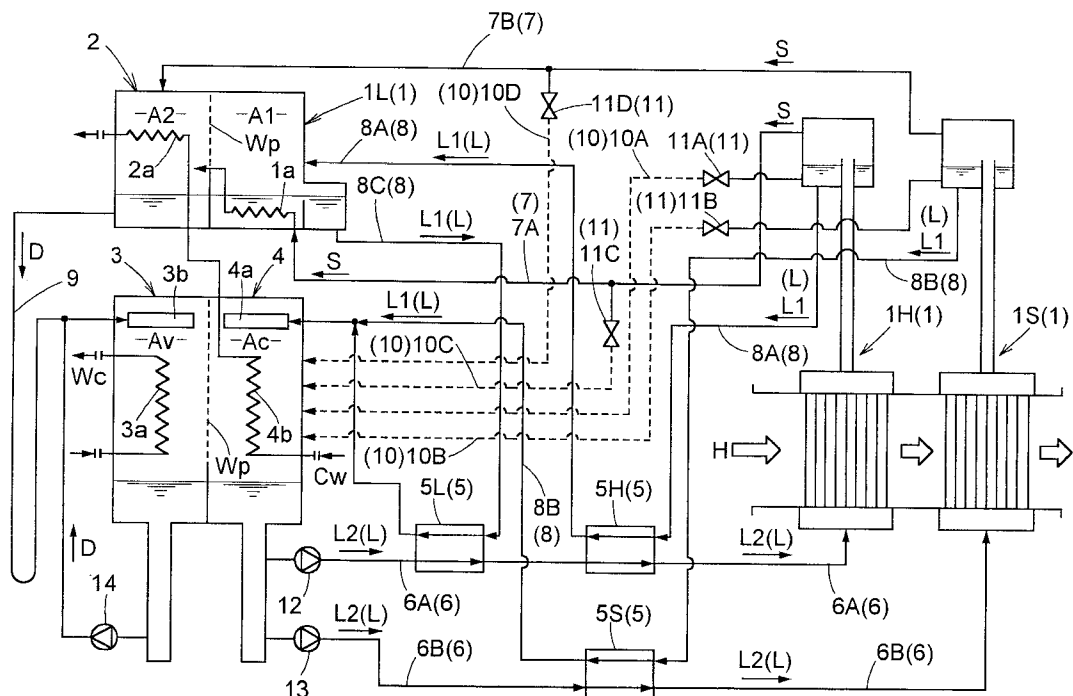 7B(7)
2
S
(10)10D
11D(11)
S
-A2-
-A1-
1L(1)
8A(8)
(10)10A
11A(11)
Wp
L1(L)
2a
1a
8C(8)
(11)11B
(7)
7A
(11)
11C
(L)
L1
L1(L)
D
S
8B(8)
9
3
3b
4a
4
L1(L)
(L)
L1
1H(1)
1S(1)
-Av-
-Ac-
8A(8)
(10)10C
Wc
3a
4b
H
Wp
(10)10B
Cw
5L(5)
8B
(8)
5H(5)
D
L2(L)
L2(L)
14
12
6A(6)
6A(6)
L2(L)
5S(5)
L2(L)
13
6B(6)
6B(6)